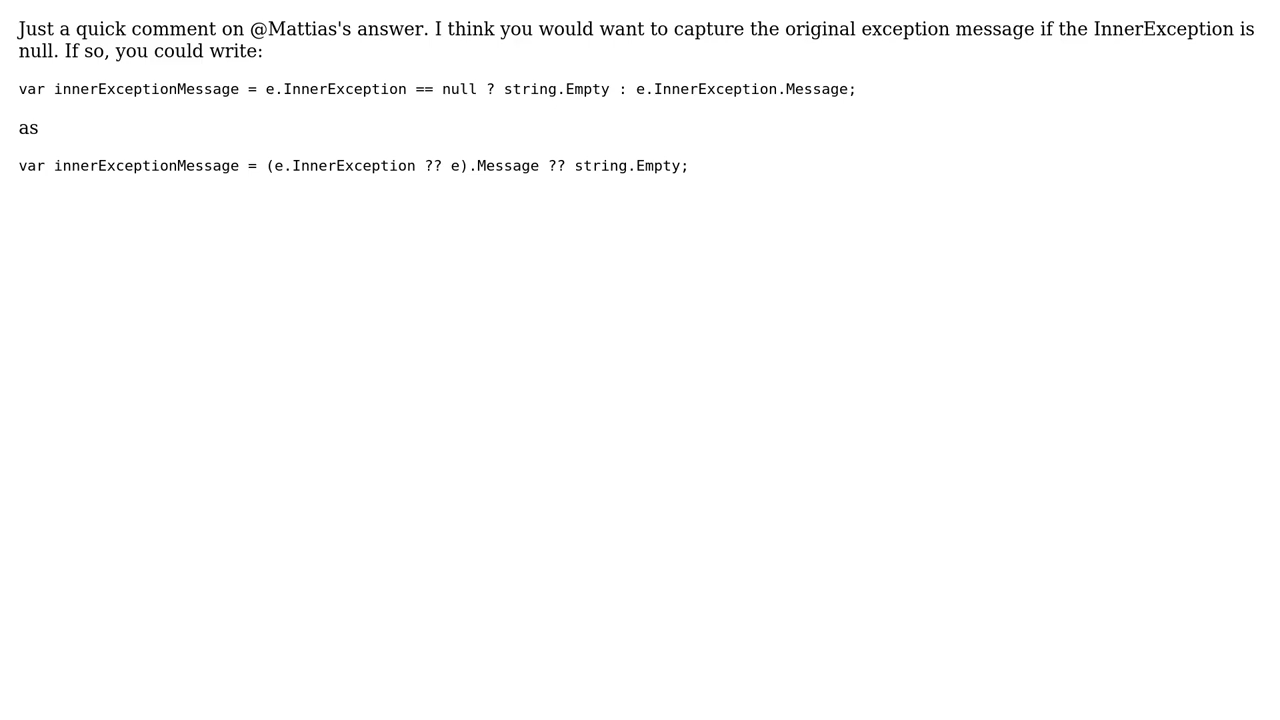 Just a quick comment on @Mattias's answer. I think you would want to capture the original exception message if the InnerException is
null. If so, you could write:
var innerExceptionMessage = e.InnerException == null ? string.Empty : e.InnerException.Message;
as
var innerExceptionMessage = (e.InnerException ?? e).Message ?? string.Empty;